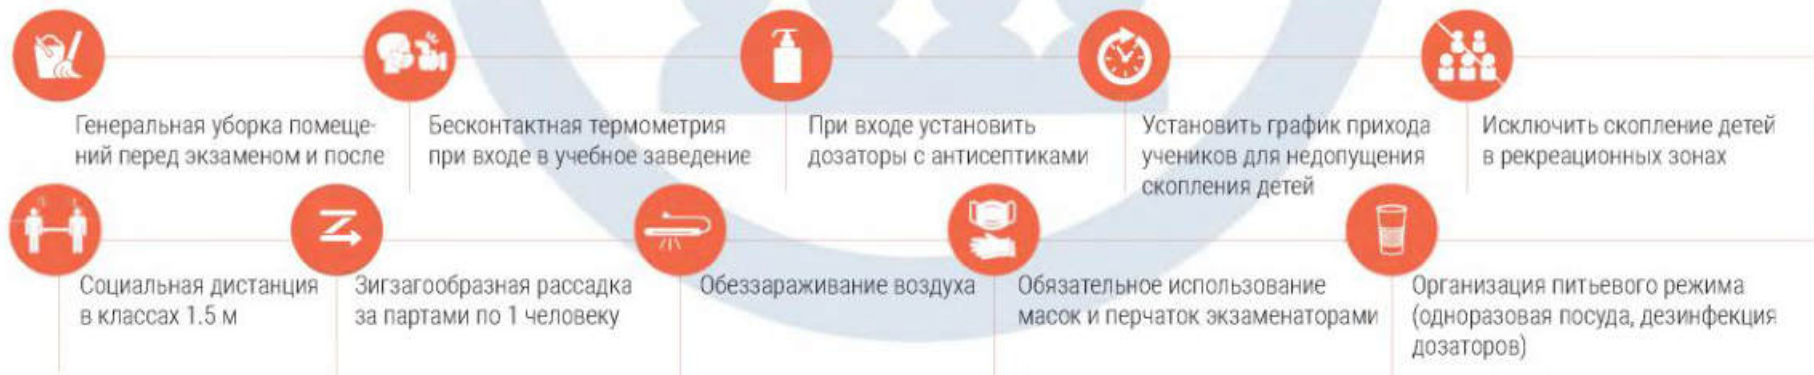 Генеральная уборка помеще-
ний перед экзаменом и после
Бесконтактная термометрия
при входе в учебное заведение
При входе установить
дозаторы с антисептиками
Установить график прихода
учеников для недопущения
скопления детей
Исключить скопление детей
в рекреационных зонах
Социальная дистанция
в классах 1.5 м
Зигзагообразная рассадка
за партами по 1 человеку
Обеззараживание воздуха
Обязательное использование
масок и перчаток экзаменаторами
Организация питьевого режима
(одноразовая посуда, дезинфекция
дозаторов)